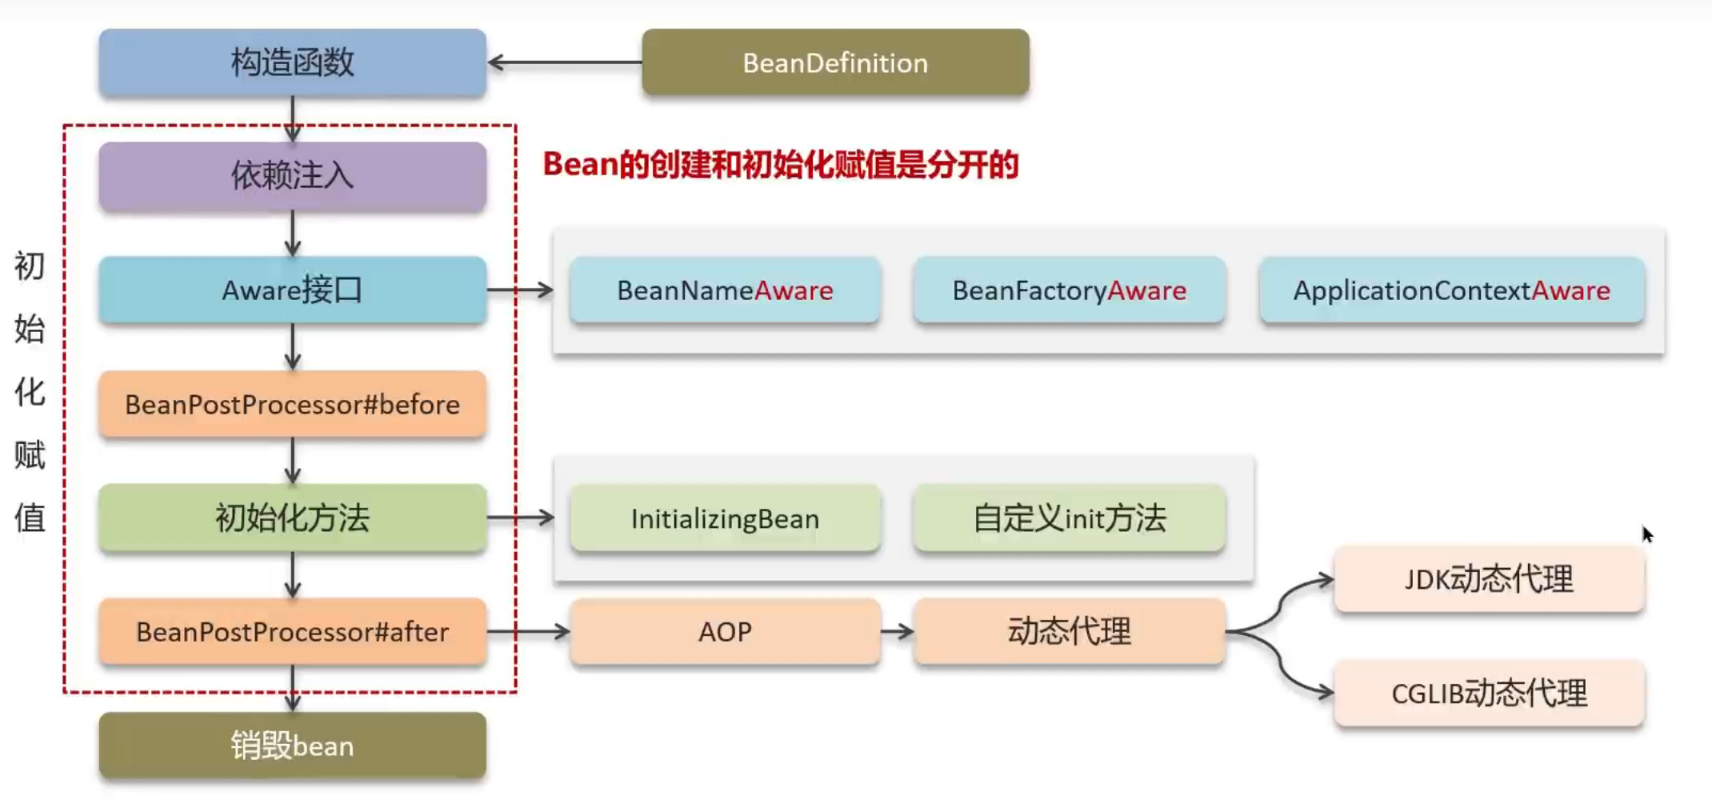 构造函数
BeanDefinition
依赖注入
Bean的创建和初始化赋值是分开的
初始化赋值
Aware接口
BeanNameAware
BeanFactoryAware
ApplicationContextAware
BeanPostProcessor#before
初始化方法
InitializingBean
自定义init方法
BeanPostProcessor#after
AOP
动态代理
JDK动态代理
CGLIB动态代理
销毁bean